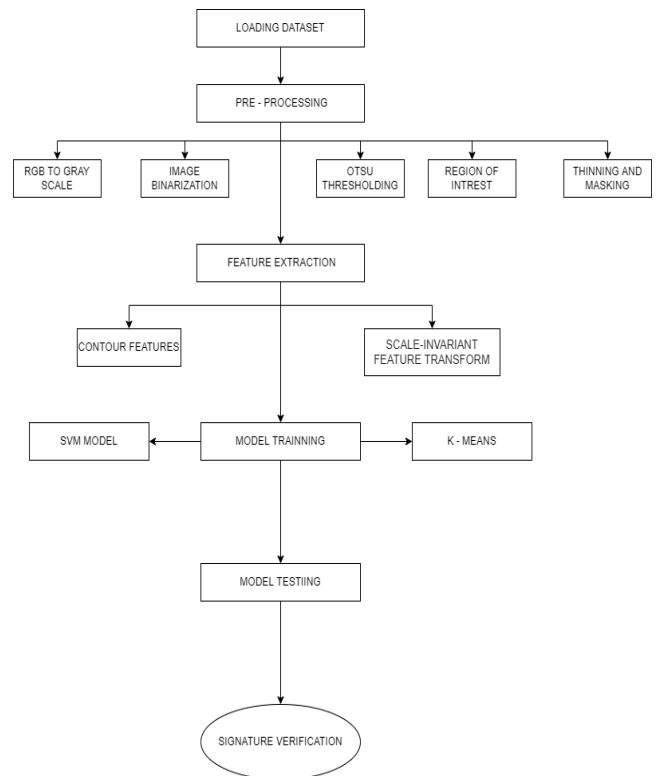 LOADING DATASET
PRE - PROCESSING
RGB TO GRAY
SCALE
IMAGE
BINARIZATION
OTSU
THRESHOLDING
REGION OF
INTREST
THINNING AND
MASKING
FEATURE EXTRACTION
CONTOUR FEATURES
SCALE-INVARIANT
FEATURE TRANSFORM
SVM MODEL
MODEL TRAINNING
K - MEANS
MODEL TESTIING
SIGNATURE VERIFICATION